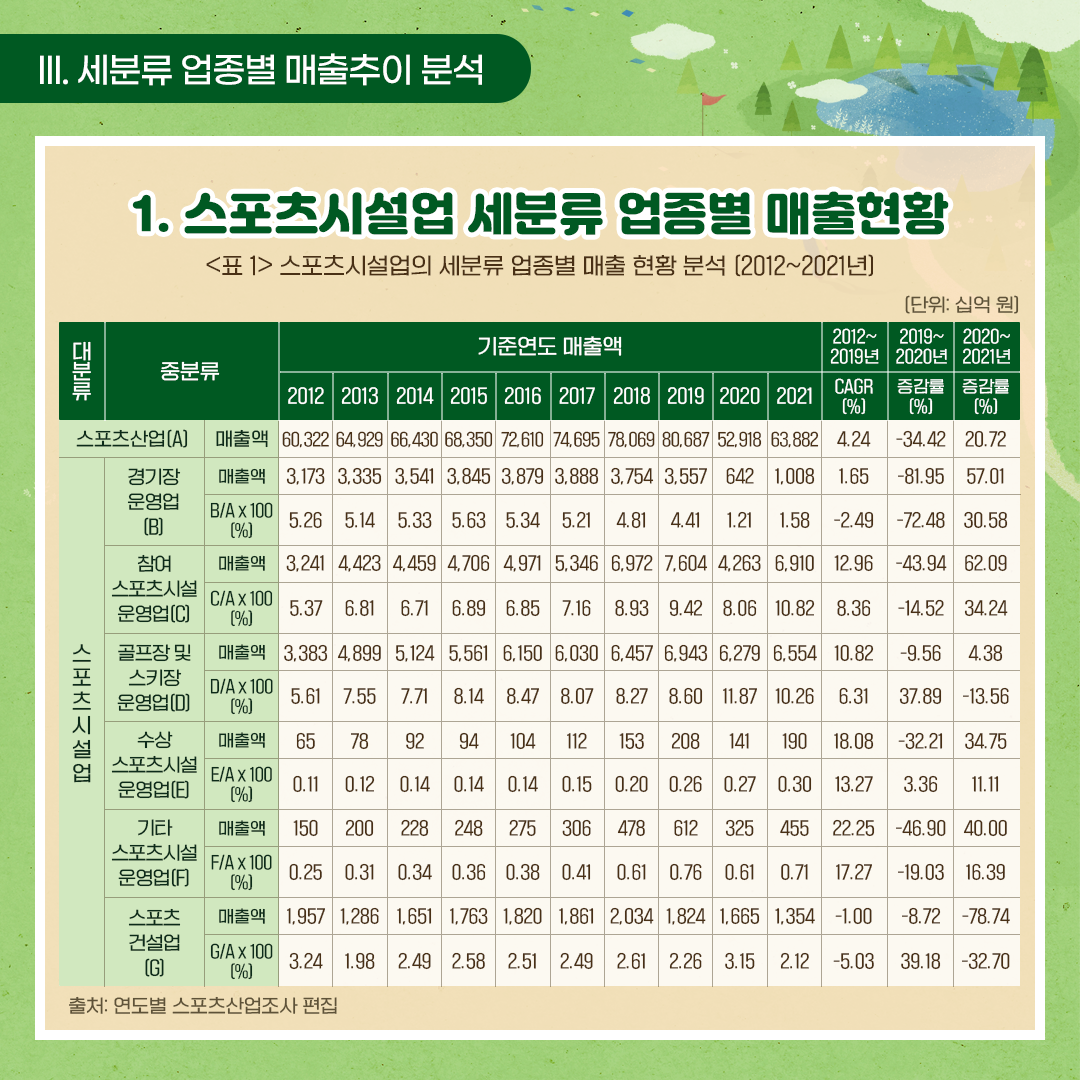 III. 세분류 업종별 매출추이 분석
1. 스포츠시설업 세분류 업종별 매출현황
<표 1> 스포츠시설업의 세분류 업종별 매출 현황 분석 (2012~2021년)
(단위: 십억 원)
대분류 중분류 기준연도 매출액 2012~2019년 2019~2020년 2020~2021년
2012 2013 2014 2015 2016 2017 2018 2019 2020 2021 CAGR (%) 증감률 (%) 증감률 (%)
스포츠산업(A) 매출액 60,322 64,929 66,430 68,350 72,610 74,695 78,069 80,687 52,918 63,882 4.24 -34.42 20.72
스포츠시설업
경기장 운영업 (B) 매출액 3,173 3,335 3,541 3,845 3,879 3,888 3,754 3,557 642 1,008 1.65 -81.95 57.01
B/A x 100 (%) 5.26 5.14 5.33 5.63 5.34 5.21 4.81 4.41 1.21 1.58 -2.49 -72.48 30.58
참여 스포츠시설 운영업(C) 매출액 3,241 4,423 4,459 4,706 4,971 5,346 6,972 7,604 4,263 6,910 12.96 -43.94 62.09
C/A x 100 (%) 5.37 6.81 6.71 6.89 6.85 7.16 8.93 9.42 8.06 10.82 8.36 -14.52 34.24
골프장 및 스키장 운영업(D) 매출액 3,383 4,899 5,124 5,561 6,150 6,030 6,457 6,943 6,279 6,554 10.82 -9.56 4.38
D/A x 100 (%) 5.61 7.55 7.71 8.14 8.47 8.07 8.27 8.60 11.87 10.26 6.31 37.89 -13.56
수상 스포츠시설 운영업(E) 매출액 65 78 92 94 104 112 153 208 141 190 18.08 -32.21 34.75
E/A x 100 (%) 0.11 0.12 0.14 0.14 0.14 0.15 0.20 0.26 0.27 0.30 13.27 3.36 11.11
기타 스포츠시설 운영업(F) 매출액 150 200 228 248 275 306 478 612 325 455 22.25 -46.90 40.00
F/A x 100 (%) 0.25 0.31 0.34 0.36 0.38 0.41 0.61 0.76 0.61 0.71 17.27 -19.03 16.39
스포츠 건설업 (G) 매출액 1,957 1,286 1,651 1,763 1,820 1,861 2,034 1,824 1,665 1,354 -1.00 -8.72 -78.74
G/A x 100 (%) 3.24 1.98 2.49 2.58 2.51 2.49 2.61 2.26 3.15 2.12 -5.03 39.18 -32.70
출처: 연도별 스포츠산업조사 편집